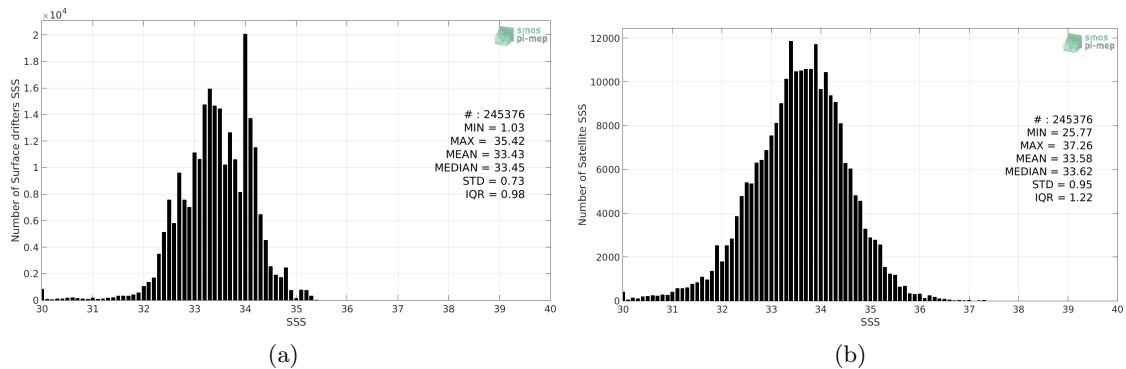 ×10⁴
2
1.8
1.6
1.4
1.2
1
0.8
0.6
0.4
0.2
0
Number of Surface drifters SSS
smos
pi-mep
# : 245376
MIN = 1.03
MAX = 35.42
MEAN = 33.43
MEDIAN = 33.45
STD = 0.73
IQR = 0.98
30 31 32 33 34 35 36 37 38 39 40
SSS
(a)
12000
10000
8000
6000
4000
2000
0
Number of Satellite SSS
smos
pi-mep
# : 245376
MIN = 25.77
MAX = 37.26
MEAN = 33.58
MEDIAN = 33.62
STD = 0.95
IQR = 1.22
30 31 32 33 34 35 36 37 38 39 40
SSS
(b)